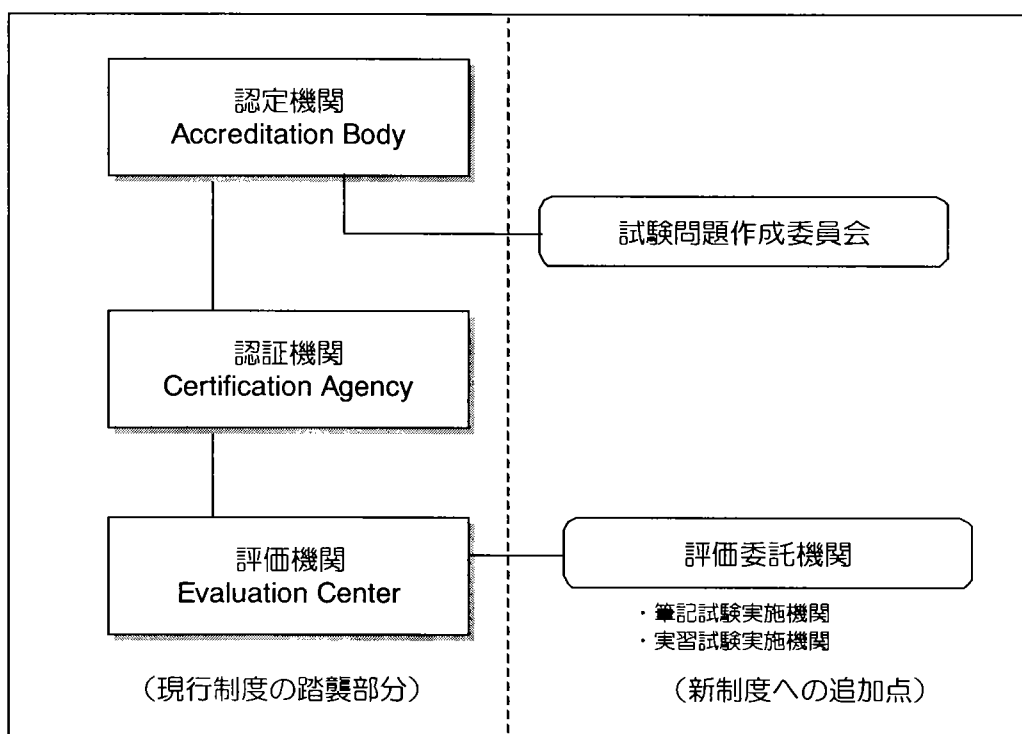 認定機関
Accreditation Body
試験問題作成委員会
認証機関
Certification Agency
評価機関
Evaluation Center
評価委託機関
・筆記試験実施機関
・実習試験実施機関
（現行制度の踏襲部分）
（新制度への追加点）